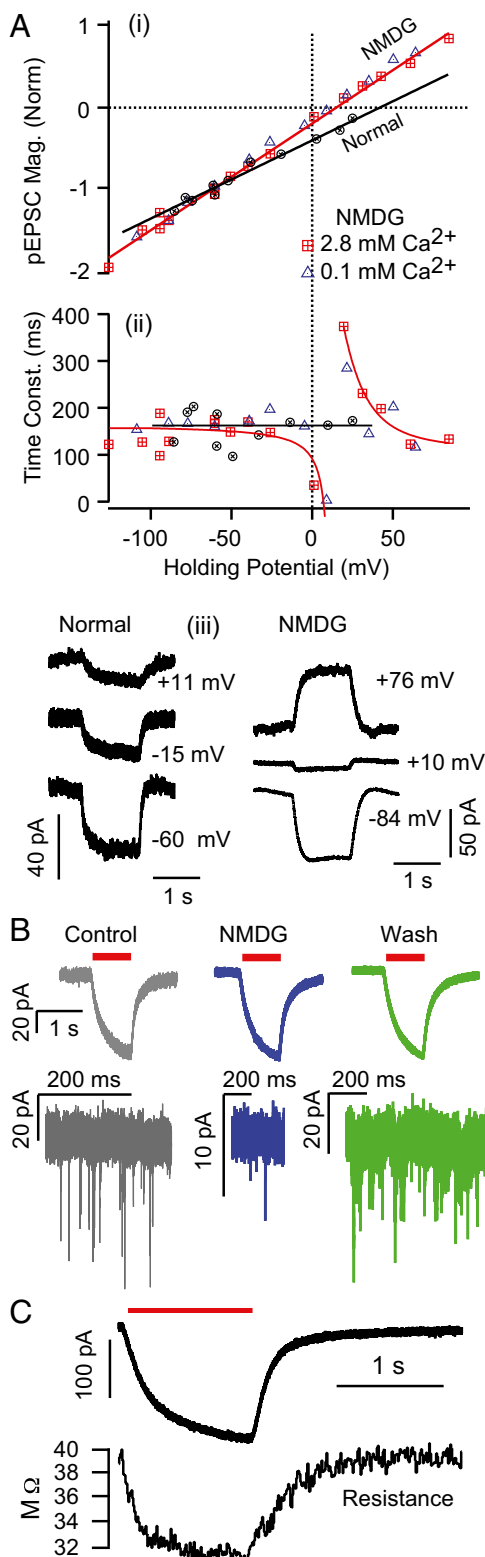 A
(i)
1
0
-1
-2
pEPSC Mag. (Norm)
NMDG
Normal
NMDG
2.8 mM Ca2+
0.1 mM Ca2+
(ii)
400
300
200
100
0
Time Const. (ms)
-100
-50
0
50
Holding Potential (mV)
Normal
(iii)
NMDG
+11 mV
-15 mV
-60 mV
40 pA
1 s
+76 mV
+10 mV
-84 mV
50 pA
1 s
B
Control
NMDG
Wash
20 pA
1 s
200 ms
200 ms
200 ms
20 pA
10 pA
20 pA
C
100 pA
1 s
40
38
36
34
32
M Ω
Resistance